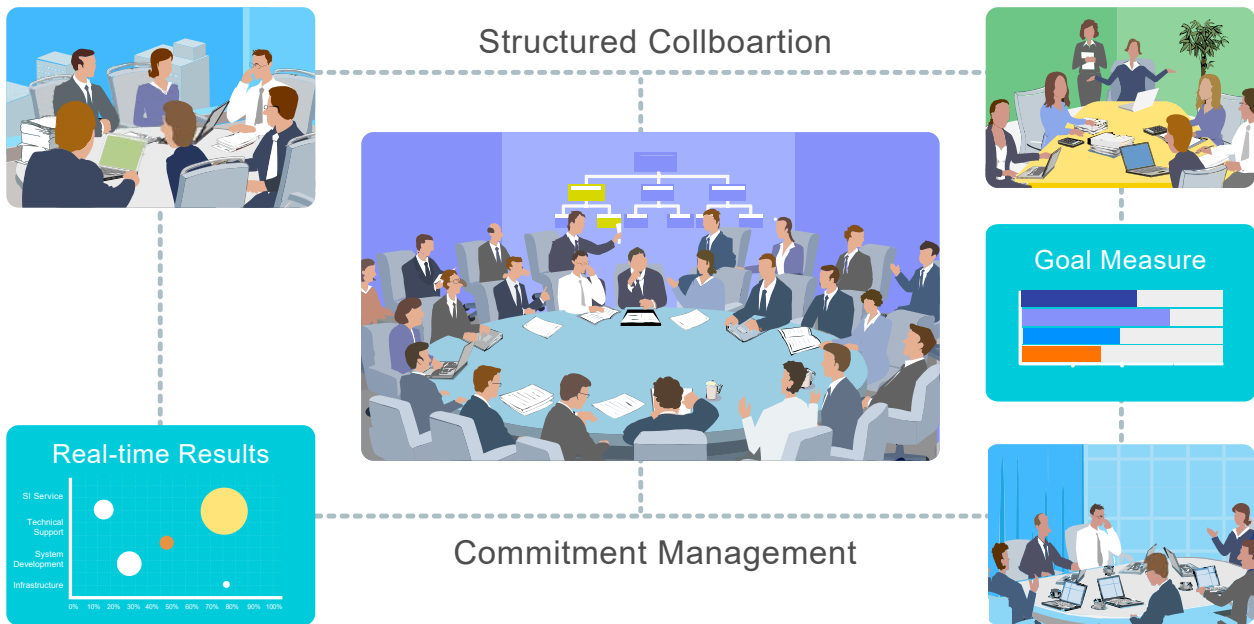 Structured Collboartion
Goal Measure
Real-time Results
SI Service
Technical
Support
System
Development
Infrastructure
0% 10% 20% 30% 40% 50% 60% 70% 80% 90% 100%
Commitment Management